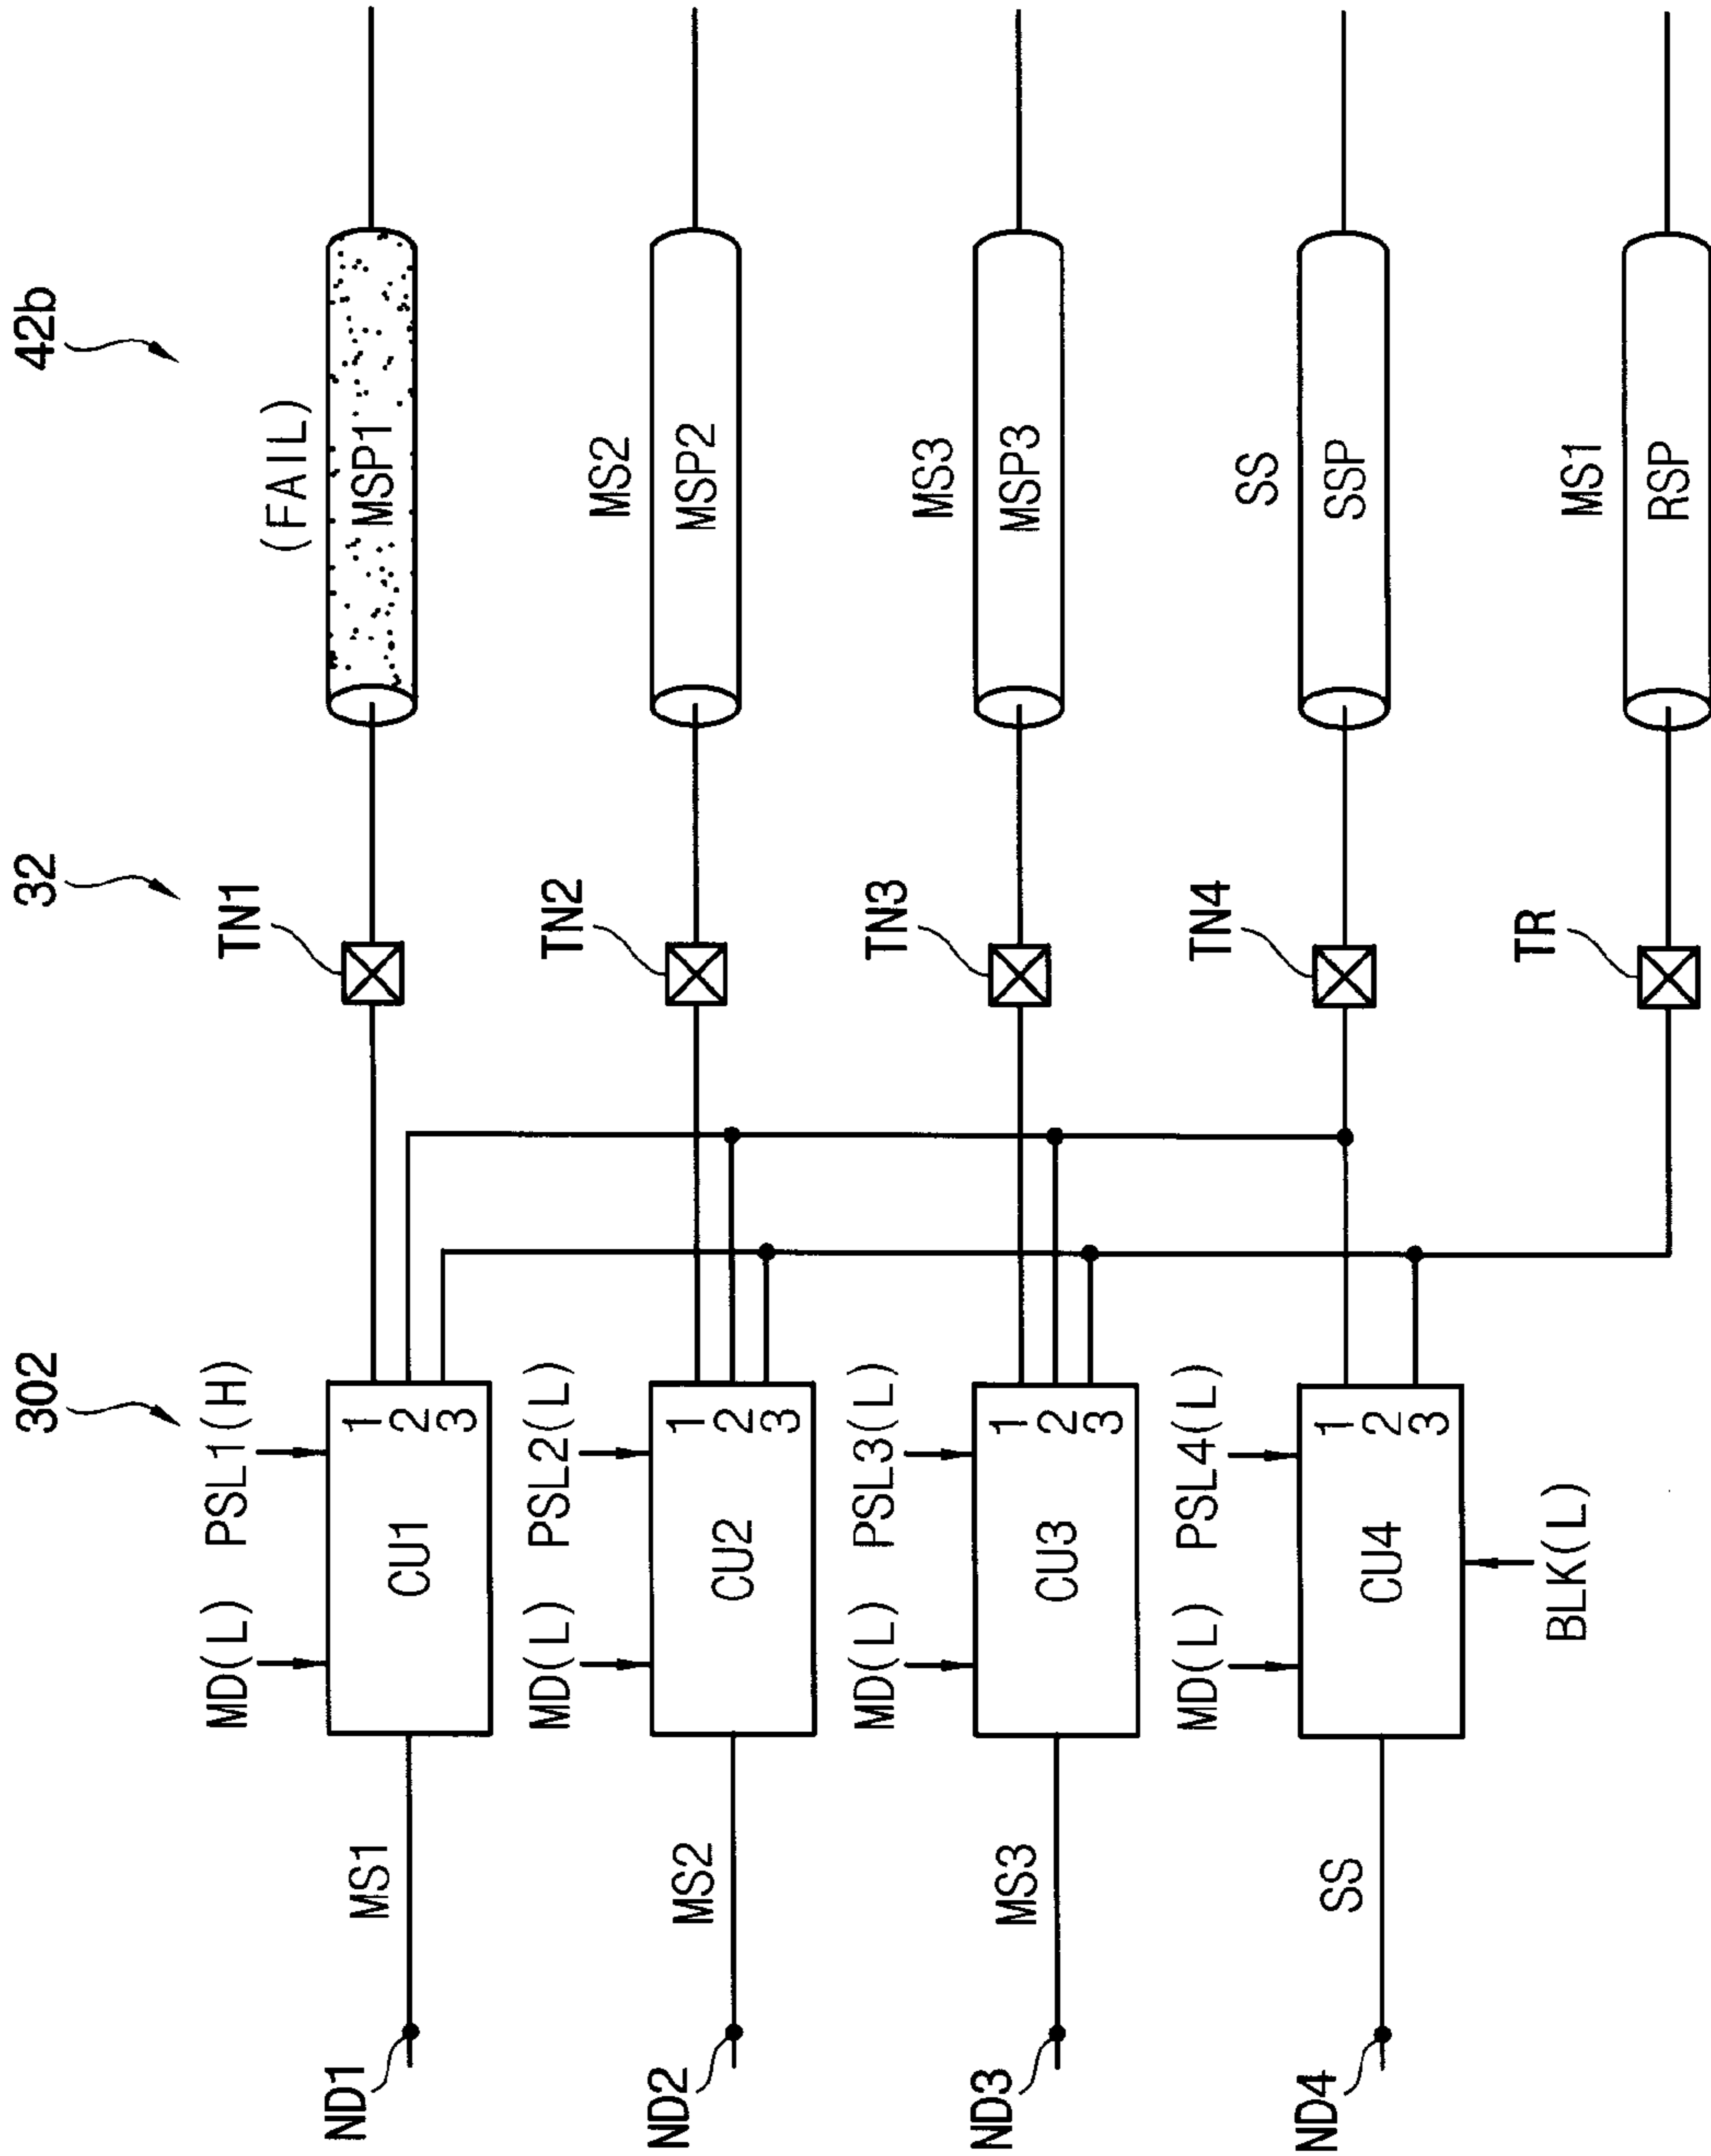 302
32
42b
MD(L)
PSL1(H)
TN1
(FAIL)
ND1
MS1
CU1
1
2
3
MSP1
MD(L)
PSL2(L)
TN2
MS2
ND2
MS2
CU2
1
2
3
MSP2
MD(L)
PSL3(L)
TN3
MS3
ND3
MS3
CU3
1
2
3
MSP3
MD(L)
PSL4(L)
TN4
SS
ND4
SS
CU4
1
2
3
SSP
BLK(L)
TR
MS1
RSP